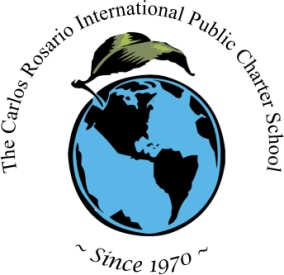 The Carlos Rosario International Public Charter School
~ Since 1970 ~